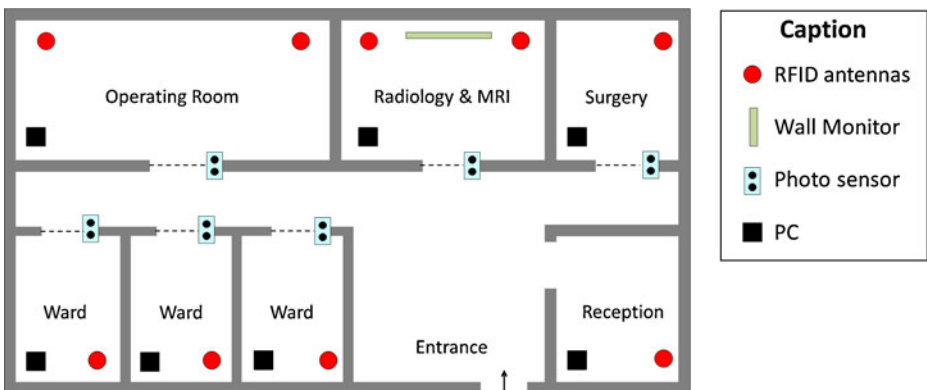 Operating Room
Radiology & MRI
Surgery
Ward
Ward
Ward
Entrance
Reception
Caption
RFID antennas
Wall Monitor
Photo sensor
PC